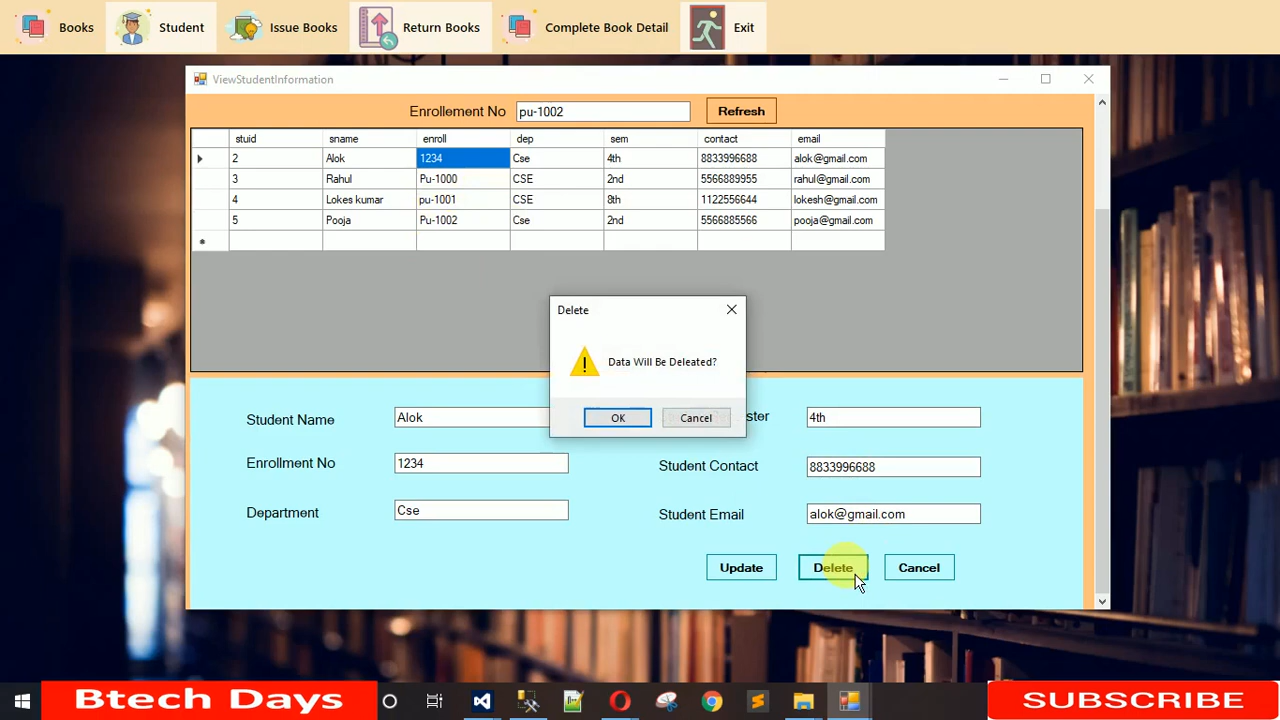 Books Student Issue Books Return Books Complete Book Detail Exit
ViewStudentInformation
Enrollement No pu-1002 Refresh
stuid sname enroll dep sem contact email
2 Alok 1234 Cse 4th 8833996688 alok@gmail.com
3 Rahul Pu-1000 CSE 2nd 5566889955 rahul@gmail.com
4 Lokes kumar pu-1001 CSE 8th 1122556644 lokesh@gmail.com
5 Pooja Pu-1002 Cse 2nd 5566885566 pooja@gmail.com
Delete
Data Will Be Deleated?
OK Cancel
Student Name Alok 4th
Enrollment No 1234 Student Contact 8833996688
Department Cse Student Email alok@gmail.com
Update Delete Cancel
Btech Days SUBSCRIBE